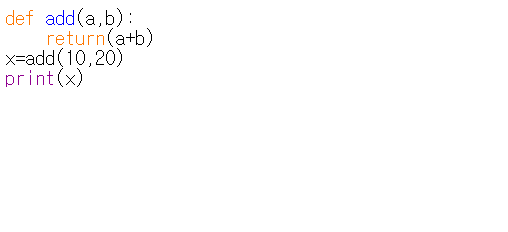 def add(a,b):
    return(a+b)
x=add(10,20)
print(x)